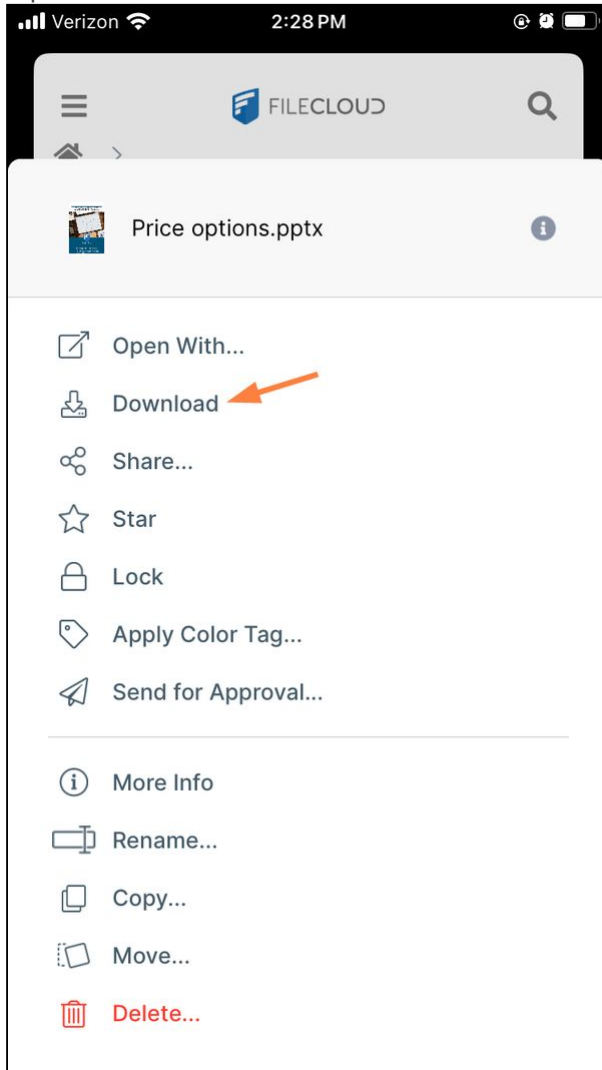 Verizon 2:28 PM
FILECLOUD
Price options.pptx
Open With...
Download
Share...
Star
Lock
Apply Color Tag...
Send for Approval...
More Info
Rename...
Copy...
Move...
Delete...